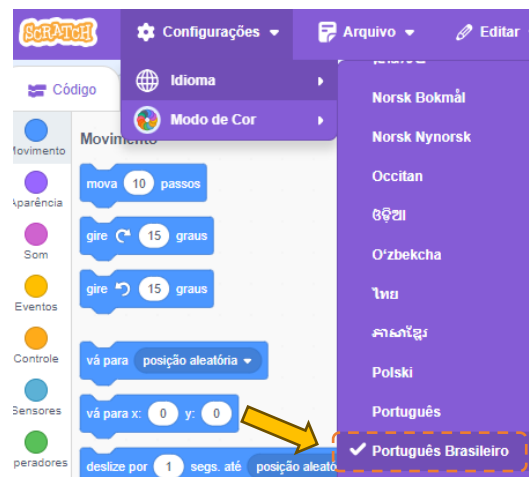 SCRATCH Configurações Arquivo Editar
Código
Idioma
Modo de Cor
Movimento
Aparência
Som
Eventos
Controle
Sensores
Operadores
Movimento
mova 10 passos
gire 15 graus
gire 15 graus
vá para posição aleatória
vá para x: 0 y: 0
deslize por 1 segs. até posição aleató
Norsk Bokmål
Norsk Nynorsk
Occitan
ଓଡ଼ିଆ
Oʻzbekcha
ไทย
ភាសាខ្មែរ
Polski
Português
Português Brasileiro